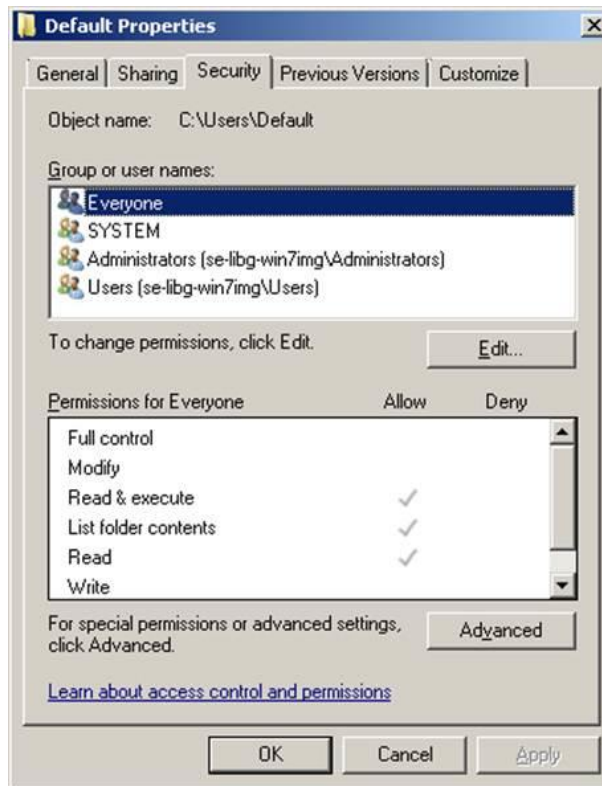 Default Properties
General Sharing Security Previous Versions Customize
Object name: C:\Users\Default
Group or user names:
Everyone
SYSTEM
Administrators (se-libg-win7img\Administrators)
Users (se-libg-win7img\Users)
To change permissions, click Edit.
Edit...
Permissions for Everyone Allow Deny
Full control
Modify
Read & execute
List folder contents
Read
Write
For special permissions or advanced settings,
click Advanced.
Advanced
Learn about access control and permissions
OK Cancel Apply